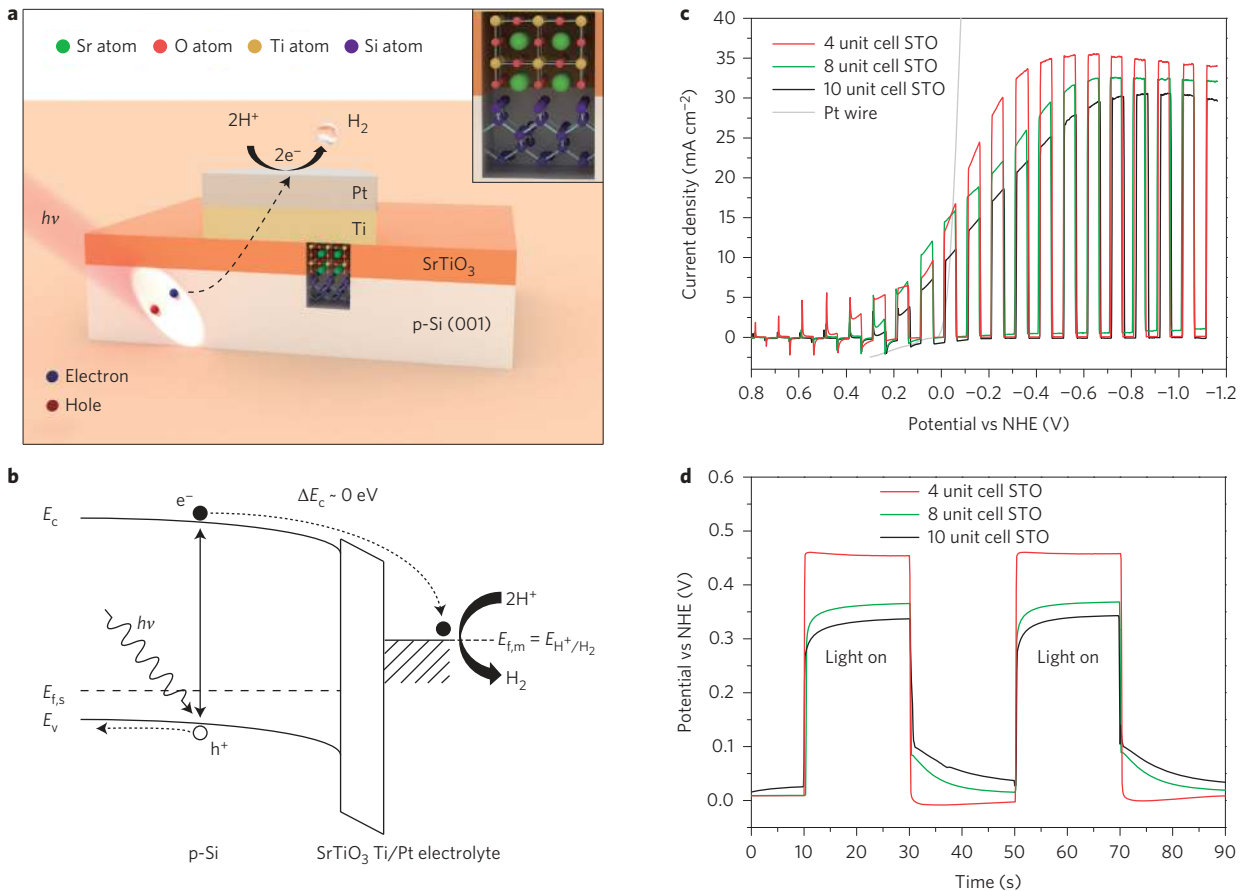 a
Sr atom
O atom
Ti atom
Si atom
2H⁺
H₂
2e⁻
Pt
hν
Ti
SrTiO₃
p-Si (001)
Electron
Hole
b
e⁻
ΔE_c ~ 0 eV
E_c
2H⁺
hν
E_f,m = E_H⁺/H₂
H₂
E_f,s
E_v
h⁺
p-Si
SrTiO₃ Ti/Pt electrolyte
c
4 unit cell STO
8 unit cell STO
10 unit cell STO
Pt wire
Current density (mA cm⁻²)
40
35
30
25
20
15
10
5
0
0.8 0.6 0.4 0.2 0.0 −0.2 −0.4 −0.6 −0.8 −1.0 −1.2
Potential vs NHE (V)
d
4 unit cell STO
8 unit cell STO
10 unit cell STO
Potential vs NHE (V)
0.6
0.5
0.4
0.3
0.2
0.1
0.0
Light on
Light on
0 10 20 30 40 50 60 70 80 90
Time (s)